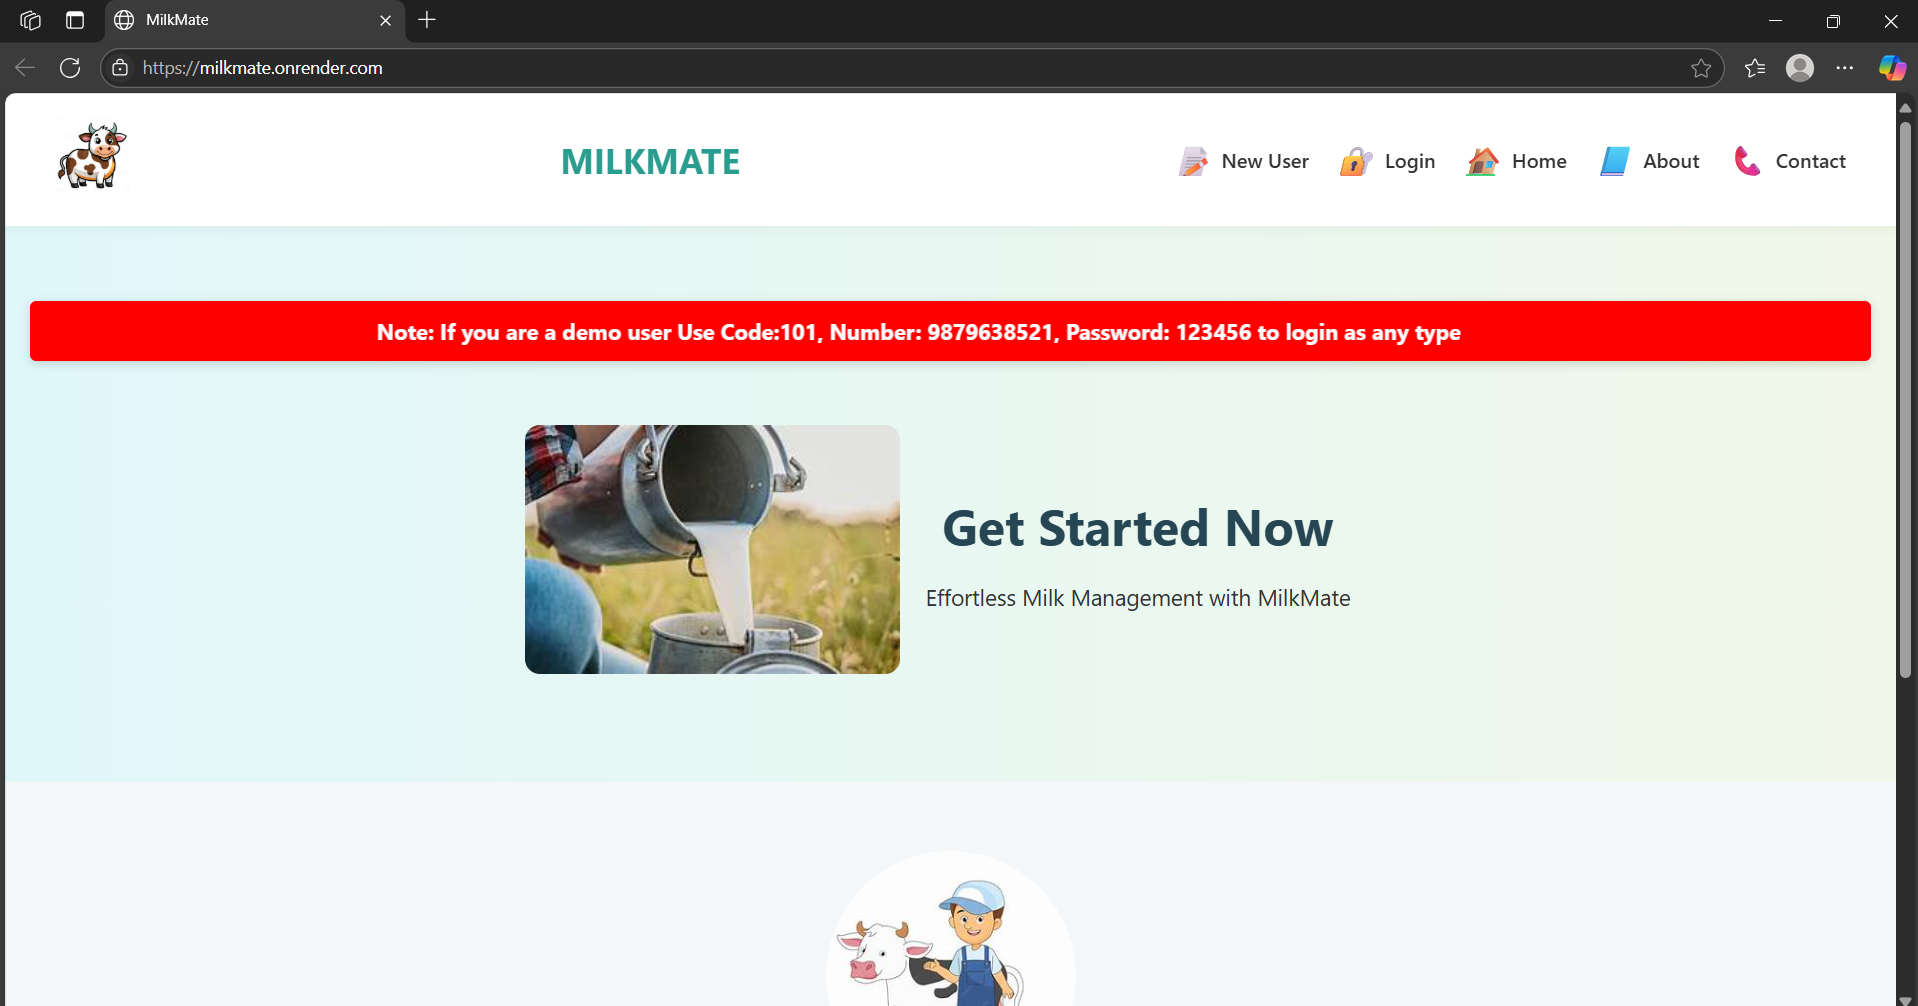 MilkMate
https://milkmate.onrender.com
MILKMATE
New User
Login
Home
About
Contact
Note: If you are a demo user Use Code:101, Number: 9879638521, Password: 123456 to login as any type
Get Started Now
Effortless Milk Management with MilkMate